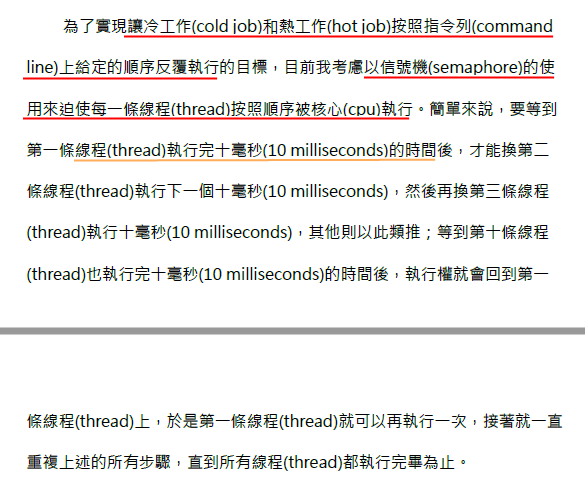 為了實現讓冷工作(cold job)和熱工作(hot job)按照指令列(command
line)上給定的順序反覆執行的目標，目前我考慮以信號機(semaphore)的使
用來迫使每一條線程(thread)按照順序被核心(cpu)執行。簡單來說，要等到
第一條線程(thread)執行完十毫秒(10 milliseconds)的時間後，才能換第二
條線程(thread)執行下一個十毫秒(10 milliseconds)，然後再換第三條線程
(thread)執行十毫秒(10 milliseconds)，其他則以此類推；等到第十條線程
(thread)也執行完十毫秒(10 milliseconds)的時間後，執行權就會回到第一
條線程(thread)上，於是第一條線程(thread)就可以再執行一次，接著就一直
重複上述的所有步驟，直到所有線程(thread)都執行完畢為止。